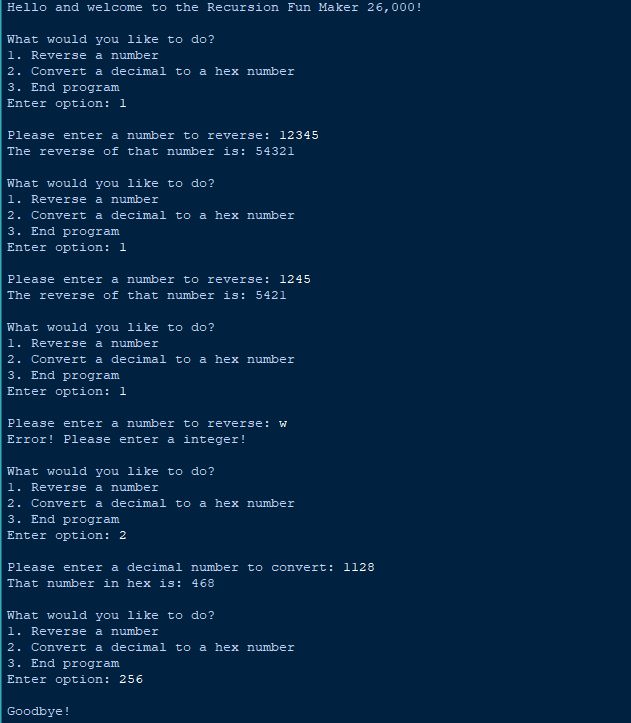 Hello and welcome to the Recursion Fun Maker 26,000!
What would you like to do?
1. Reverse a number
2. Convert a decimal to a hex number
3. End program
Enter option: 1
Please enter a number to reverse: 12345
The reverse of that number is: 54321
What would you like to do?
1. Reverse a number
2. Convert a decimal to a hex number
3. End program
Enter option: 1
Please enter a number to reverse: 1245
The reverse of that number is: 5421
What would you like to do?
1. Reverse a number
2. Convert a decimal to a hex number
3. End program
Enter option: 1
Please enter a number to reverse: w
Error! Please enter a integer!
What would you like to do?
1. Reverse a number
2. Convert a decimal to a hex number
3. End program
Enter option: 2
Please enter a decimal number to convert: 1128
That number in hex is: 468
What would you like to do?
1. Reverse a number
2. Convert a decimal to a hex number
3. End program
Enter option: 256
Goodbye!